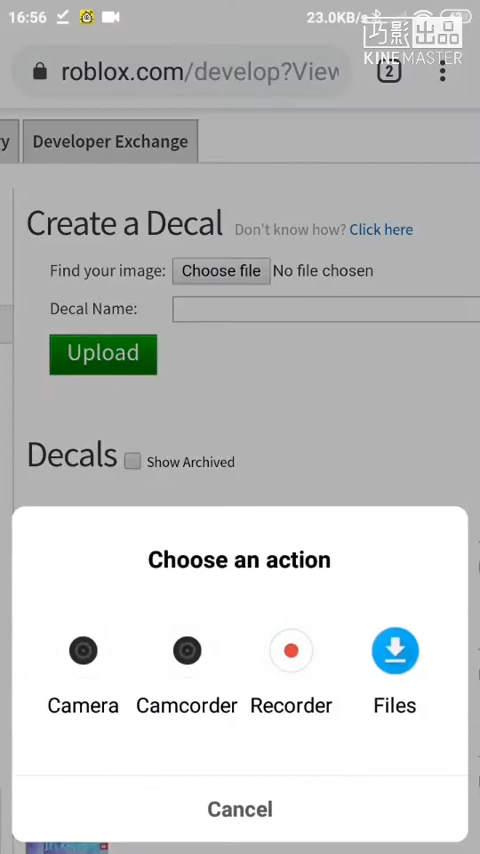 16:56
23.0KB/s
巧影出品
KINEMASTER
roblox.com/develop?View
2
ry
Developer Exchange
Create a Decal
Don't know how? Click here
Find your image:
Choose file
No file chosen
Decal Name:
Upload
Decals
Show Archived
Choose an action
Camera
Camcorder
Recorder
Files
Cancel